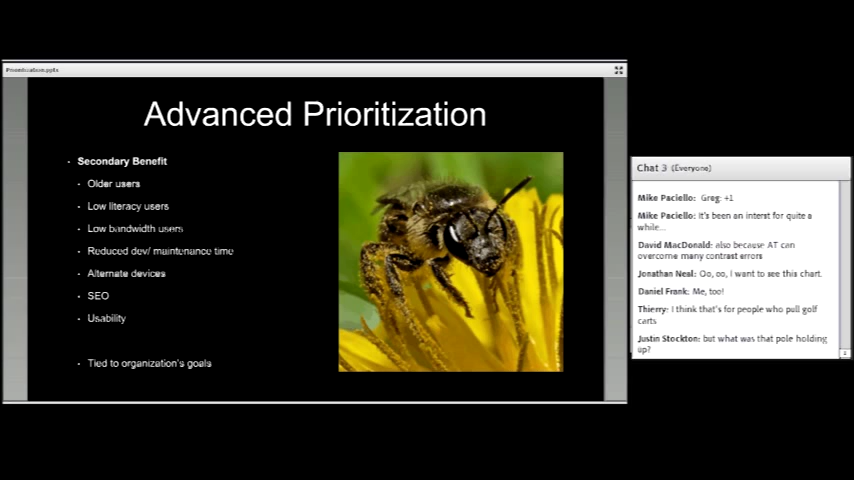 Prioritization.pptx
Advanced Prioritization
Secondary Benefit
Older users
Low literacy users
Low bandwidth users
Reduced dev/ maintenance time
Alternate devices
SEO
Usability
Tied to organization's goals
Chat 3 (Everyone)
Mike Paciello: Greg: +1
Mike Paciello: It's been an interst for quite a
while...
David MacDonald: also because AT can
overcome many contrast errors
Jonathan Neal: Oo, oo, I want to see this chart.
Daniel Frank: Me, too!
Thierry: I think that's for people who pull golf
carts
Justin Stockton: but what was that pole holding
up?